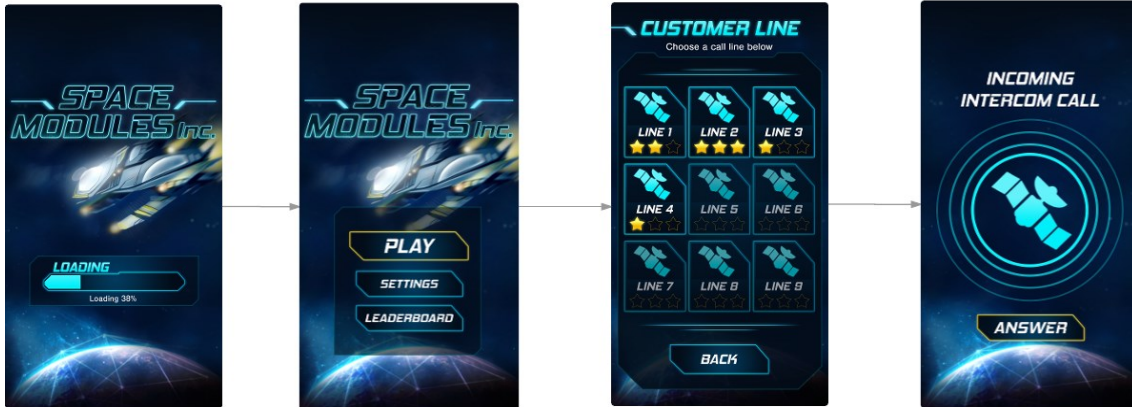 SPACE
MODULES Inc.
LOADING
Loading 38%
SPACE
MODULES Inc.
PLAY
SETTINGS
LEADERBOARD
CUSTOMER LINE
Choose a call line below
LINE 1
LINE 2
LINE 3
LINE 4
LINE 5
LINE 6
LINE 7
LINE 8
LINE 9
BACK
INCOMING
INTERCOM CALL
ANSWER